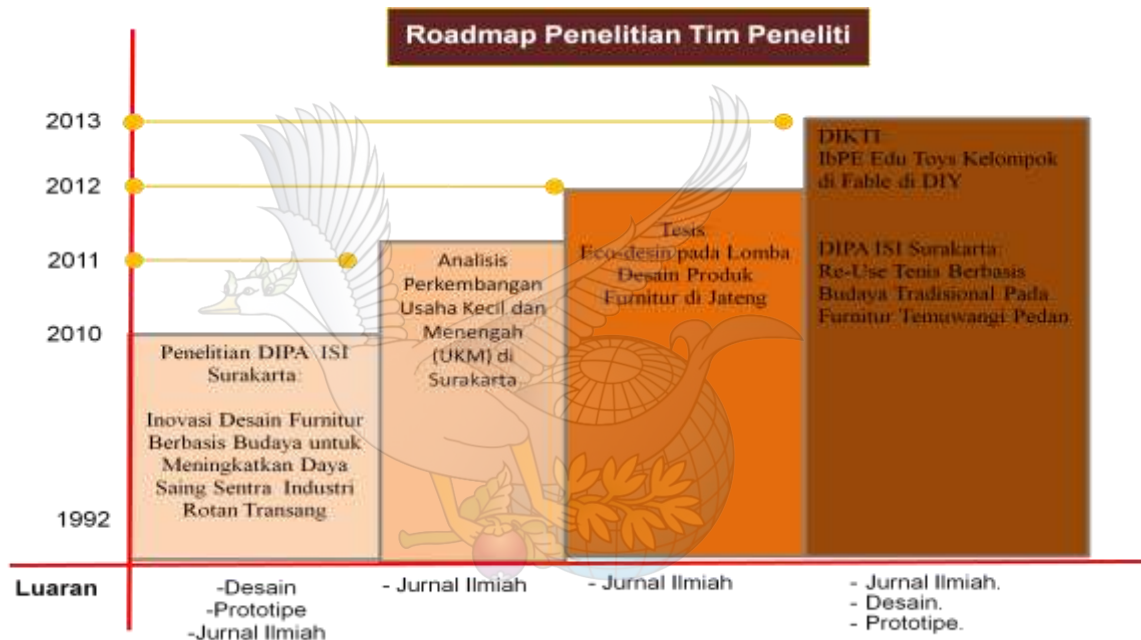 Roadmap Penelitian Tim Peneliti
2013
2012
2011
2010
1992
Penelitian DIPA ISI
Surakarta:
Inovasi Desain Furnitur
Berbasis Budaya untuk
Meningkatkan Daya
Saing Sentra Industri
Rotan Transang
Analisis
Perkembangan
Usaha Kecil dan
Menengah
(UKM) di
Surakarta
Tesis:
Eco-desin pada Lomba
Desain Produk
Furnitur di Jateng
DIKTI:
IbPE Edu Toys Kelompok
di Fable di DIY
DIPA ISI Surakarta:
Re-Use Tenis Berbasis
Budaya Tradisional Pada
Furnitur Temuwangi Pedan
Luaran
-Desain
-Prototipe
-Jurnal Ilmiah
- Jurnal Ilmiah
- Jurnal Ilmiah
- Jurnal Ilmiah.
- Desain.
- Prototipe.